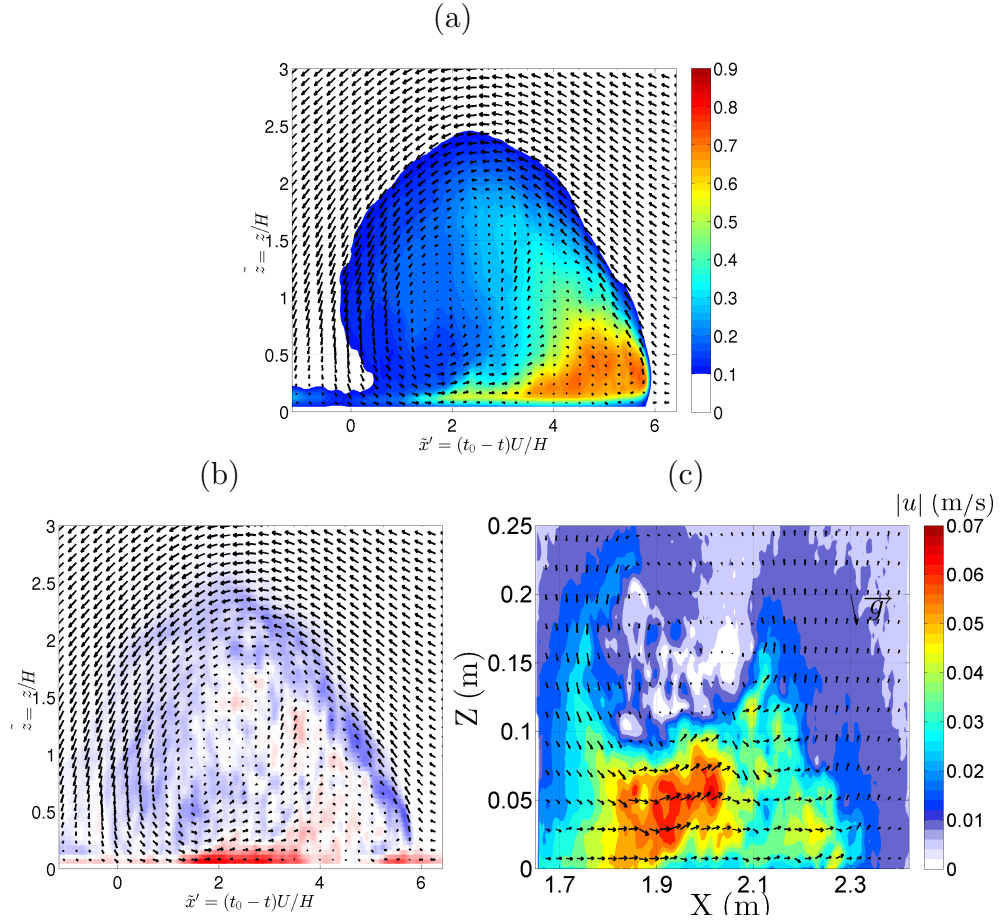 (a)
3
2.5
2
1.5
1
0.5
0
z̃ = z/H
0 2 4 6
x̃′ = (t₀ − t)U/H
0.9
0.8
0.7
0.6
0.5
0.4
0.3
0.2
0.1
0
(b)
3
2.5
2
1.5
1
0.5
0
z̃ = z/H
0 2 4 6
x̃′ = (t₀ − t)U/H
(c)
|u| (m/s)
0.25
0.2
0.15
0.1
0.05
0
Z (m)
g
1.7 1.9 2.1 2.3
X (m)
0.07
0.06
0.05
0.04
0.03
0.02
0.01
0